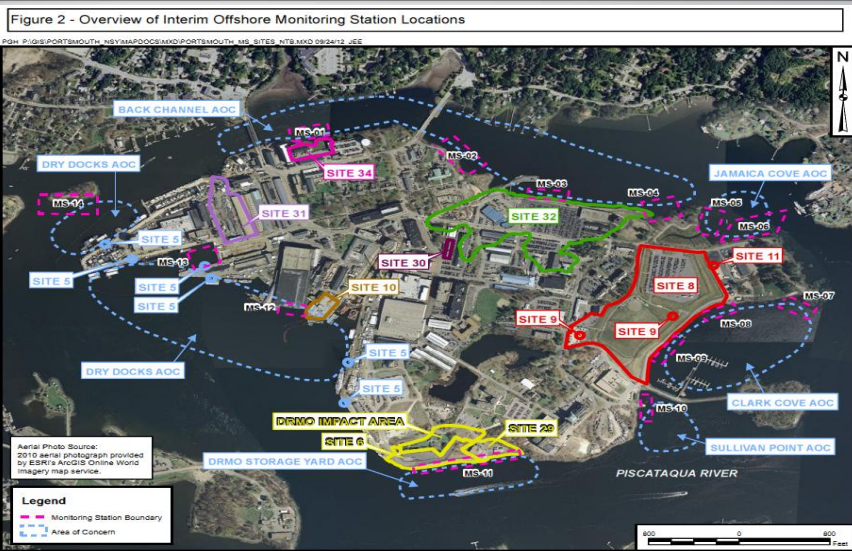 Figure 2 - Overview of Interim Offshore Monitoring Station Locations
PGH P:\GIS\PORTSMOUTH_NSY\MAPDOCS\MXD\PORTSMOUTH_MS_SITES_NTB.MXD 09/24/12 JEE
N
BACK CHANNEL AOC
MS-01
DRY DOCKS AOC
MS-02
SITE 34
JAMAICA COVE AOC
MS-03
MS-04
MS-14
MS-05
SITE 31
SITE 32
MS-06
SITE 5
SITE 11
MS-13
SITE 30
SITE 5
SITE 5
SITE 10
SITE 8
SITE 5
MS-07
MS-12
SITE 9
MS-08
SITE 9
SITE 5
MS-09
DRY DOCKS AOC
SITE 5
CLARK COVE AOC
MS-10
DRMO IMPACT AREA
SITE 29
SITE 6
SULLIVAN POINT AOC
DRMO STORAGE YARD AOC
MS-11
PISCATAQUA RIVER
Aerial Photo Source:
2010 aerial photograph provided
by ESRI's ArcGIS Online World
Imagery map service.
Legend
Monitoring Station Boundary
Area of Concern
800 0 800
Feet